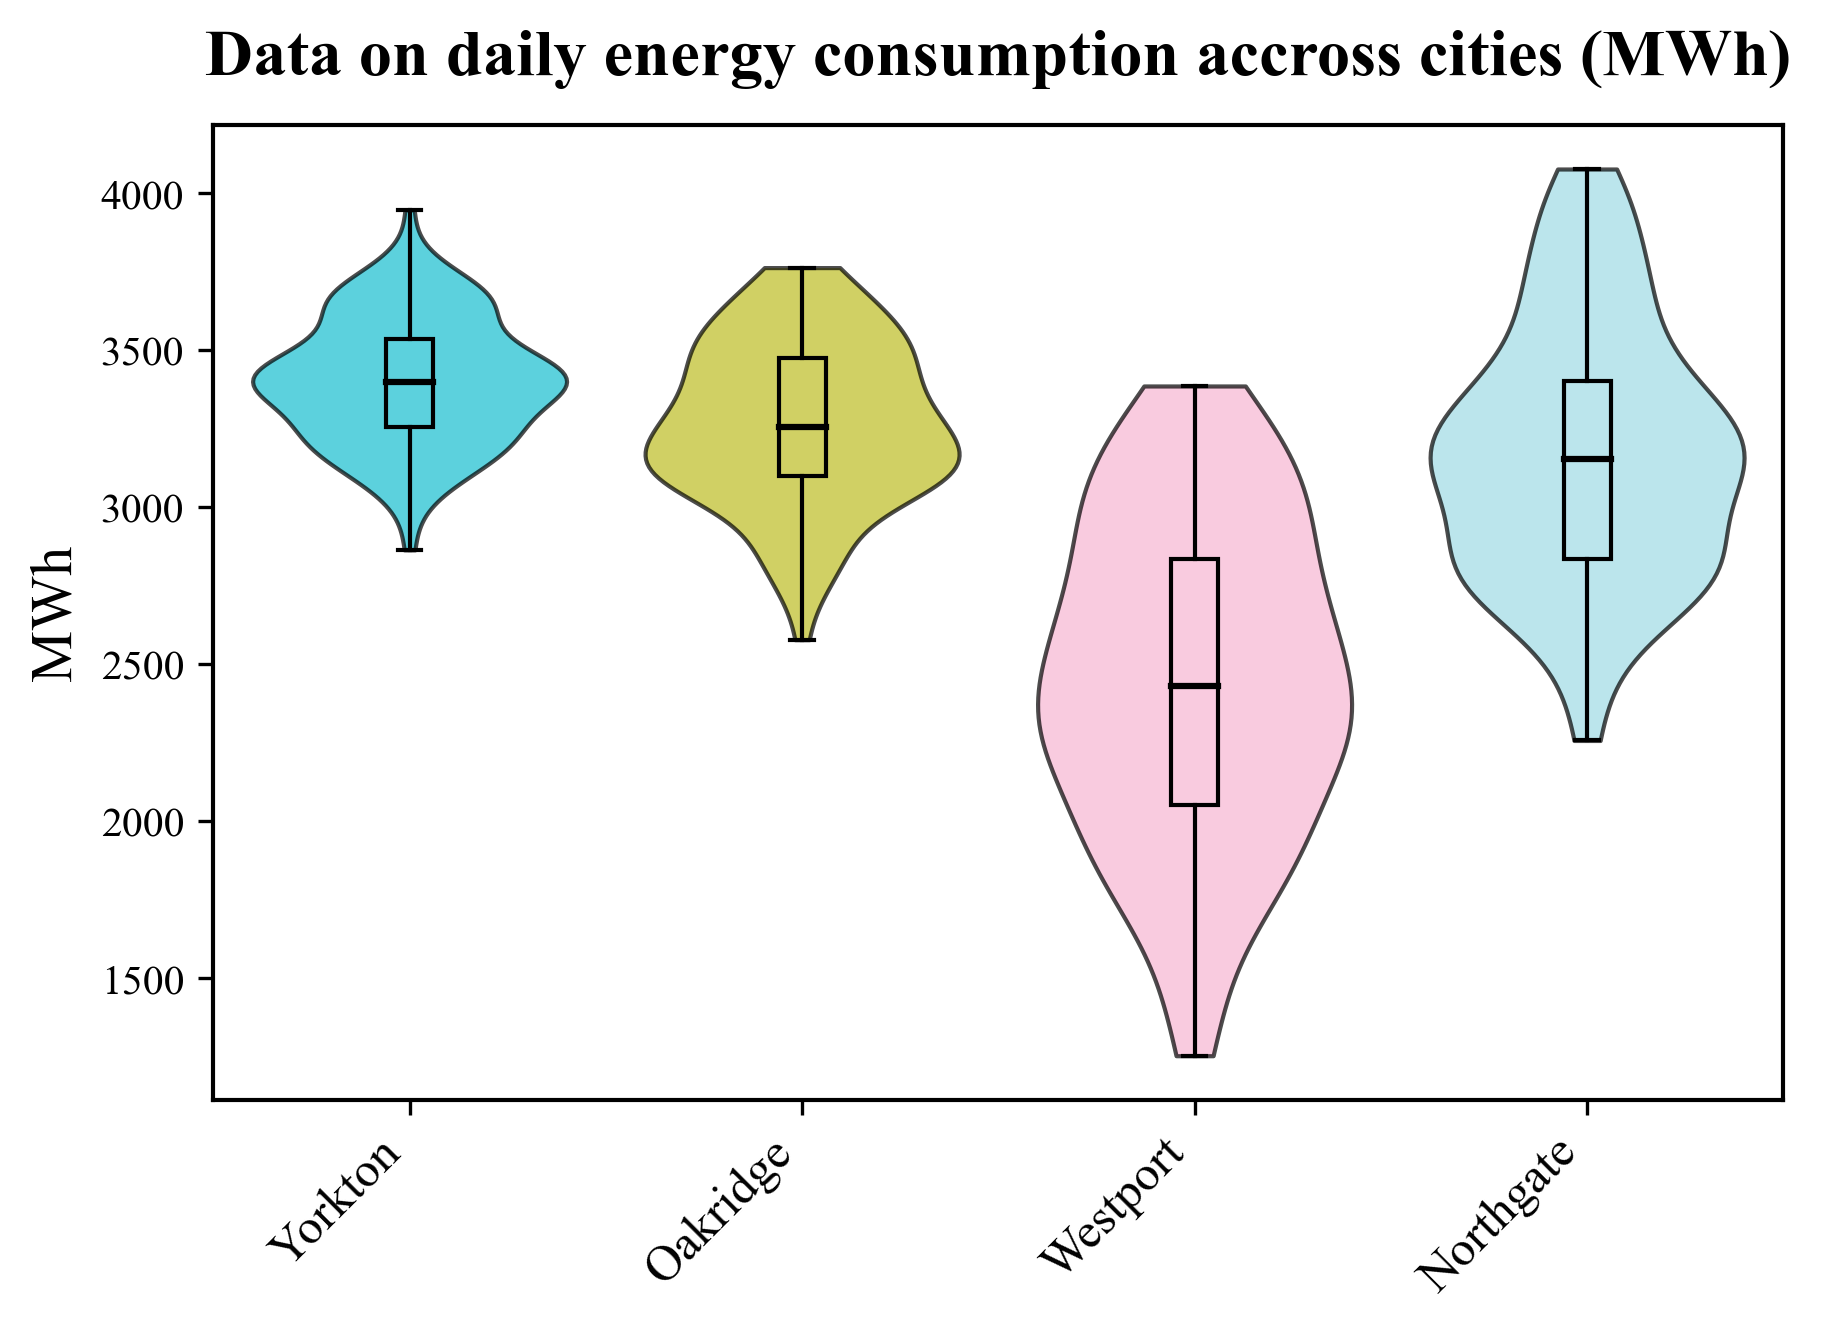 Data on daily energy consumption accross cities (MWh)
MWh
4000
3500
3000
2500
2000
1500
Yorkton
Oakridge
Westport
Northgate